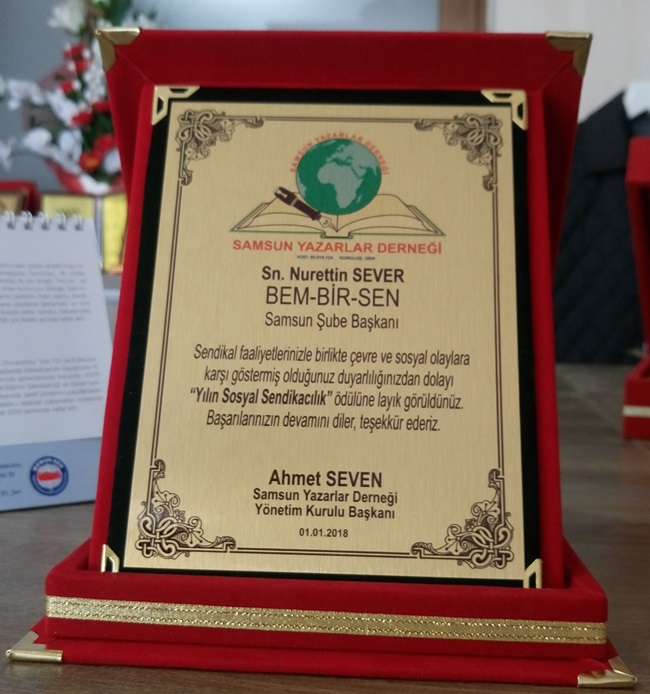 SAMSUN YAZARLAR DERNEĞİ
SAMSUN YAZARLAR DERNEĞİ
Sn. Nurettin SEVER
BEM-BİR-SEN
Samsun Şube Başkanı
Sendikal faaliyetlerinizle birlikte çevre ve sosyal olaylara
karşı göstermiş olduğunuz duyarlılığınızdan dolayı
“Yılın Sosyal Sendikacılık” ödülüne layık görüldünüz.
Başarılarınızın devamını diler, teşekkür ederiz.
Ahmet SEVEN
Samsun Yazarlar Derneği
Yönetim Kurulu Başkanı
01.01.2018